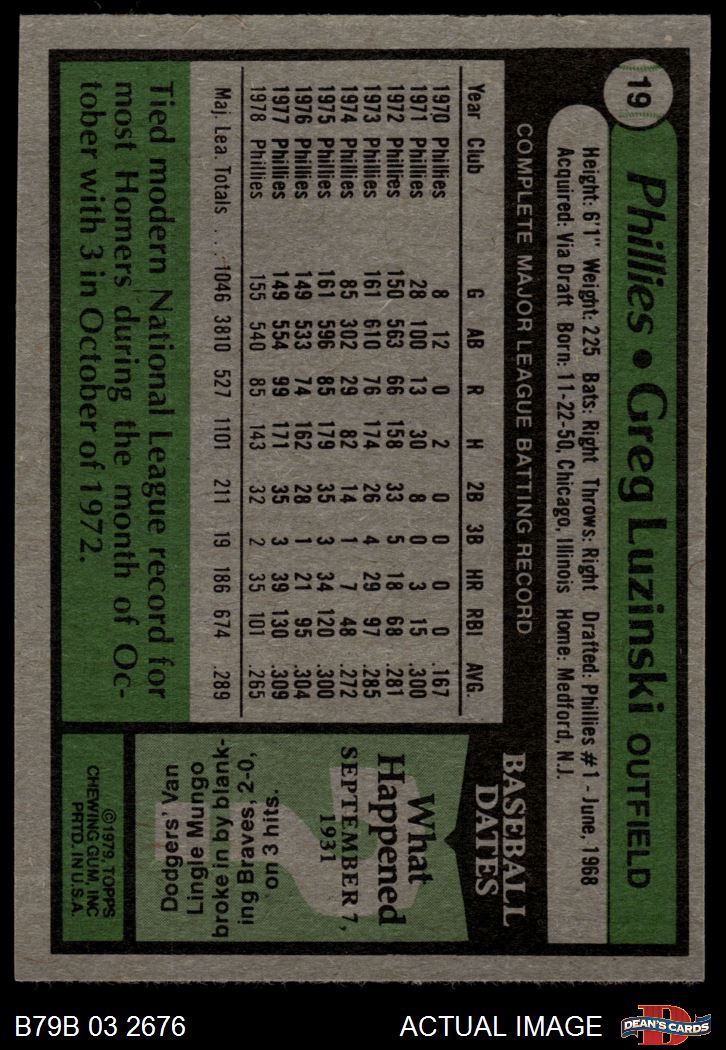 19
Phillies • Greg Luzinski OUTFIELD
Height: 6'1" Weight: 225 Bats: Right Throws: Right Drafted: Phillies #1 - June, 1968
Acquired: Via Draft Born: 11-22-50, Chicago, Illinois Home: Medford, N.J.
COMPLETE MAJOR LEAGUE BATTING RECORD
Year Club G AB R H 2B 3B HR RBI AVG.
1970 Phillies 8 12 0 2 0 0 0 0 .167
1971 Phillies 28 100 13 30 8 0 3 15 .300
1972 Phillies 150 563 66 158 33 5 18 68 .281
1973 Phillies 161 610 76 174 26 4 29 97 .285
1974 Phillies 85 302 29 82 14 1 7 48 .272
1975 Phillies 161 596 85 179 35 3 34 120 .300
1976 Phillies 149 533 74 162 28 1 21 95 .304
1977 Phillies 149 554 99 171 35 3 39 130 .309
1978 Phillies 155 540 85 143 32 2 35 101 .265
Maj. Lea. Totals . . . 1046 3810 527 1101 211 19 186 674 .289
Tied modern National League record for
most Homers during the month of Oc-
tober with 3 in October of 1972.
BASEBALL
DATES
What
Happened
SEPTEMBER 7,
1931
Dodgers' Van
Lingle Mungo
broke in by blank-
ing Braves, 2-0,
on 3 hits.
©1979, TOPPS
CHEWING GUM, INC
PRTD. IN U.S.A.
B79B 03 2676 ACTUAL IMAGE
D
DEAN'S CARDS